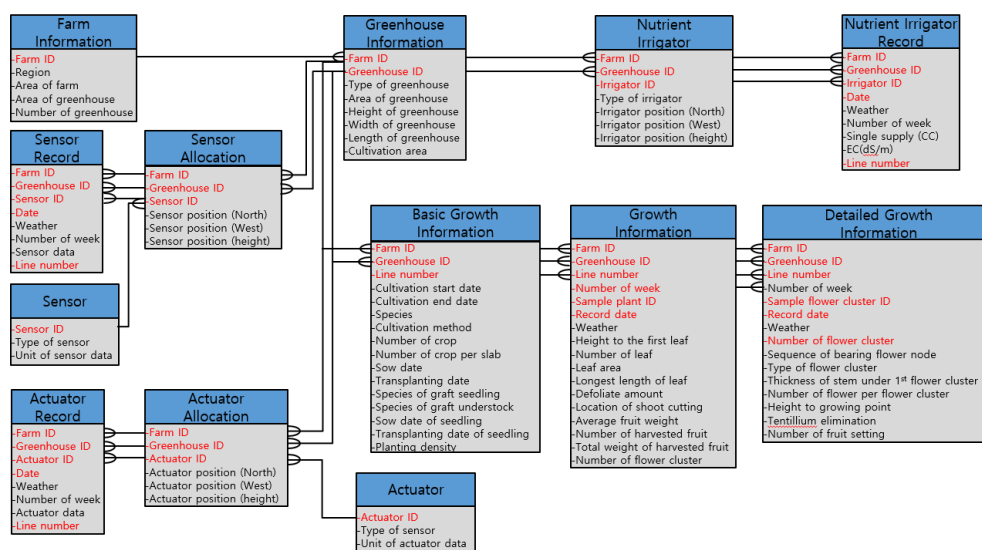 Farm
Information
-Farm ID
-Region
-Area of farm
-Area of greenhouse
-Number of greenhouse
Greenhouse
Information
-Farm ID
-Greenhouse ID
-Type of greenhouse
-Area of greenhouse
-Height of greenhouse
-Width of greenhouse
-Length of greenhouse
-Cultivation area
Nutrient
Irrigator
-Farm ID
-Greenhouse ID
-Irrigator ID
-Type of irrigator
-Irrigator position (North)
-Irrigator position (West)
-Irrigator position (height)
Nutrient Irrigator
Record
-Farm ID
-Greenhouse ID
-Irrigator ID
-Date
-Weather
-Number of week
-Single supply (CC)
-EC(dS/m)
-Line number
Sensor
Record
-Farm ID
-Greenhouse ID
-Sensor ID
-Date
-Weather
-Number of week
-Sensor data
-Line number
Sensor
Allocation
-Farm ID
-Greenhouse ID
-Sensor ID
-Sensor position (North)
-Sensor position (West)
-Sensor position (height)
Sensor
-Sensor ID
-Type of sensor
-Unit of sensor data
Basic Growth
Information
-Farm ID
-Greenhouse ID
-Line number
-Cultivation start date
-Cultivation end date
-Species
-Cultivation method
-Number of crop
-Number of crop per slab
-Sow date
-Transplanting date
-Species of graft seedling
-Species of graft understock
-Sow date of seedling
-Transplanting date of seedling
-Planting density
Growth
Information
-Farm ID
-Greenhouse ID
-Line number
-Number of week
-Sample plant ID
-Record date
-Weather
-Height to the first leaf
-Number of leaf
-Leaf area
-Longest length of leaf
-Defoliate amount
-Location of shoot cutting
-Average fruit weight
-Number of harvested fruit
-Total weight of harvested fruit
-Number of flower cluster
Detailed Growth
Information
-Farm ID
-Greenhouse ID
-Line number
-Number of week
-Sample flower cluster ID
-Record date
-Weather
-Number of flower cluster
-Sequence of bearing flower node
-Type of flower cluster
-Thickness of stem under 1st flower cluster
-Number of flower per flower cluster
-Height to growing point
-Tentillium elimination
-Number of fruit setting
Actuator
Record
-Farm ID
-Greenhouse ID
-Actuator ID
-Date
-Weather
-Number of week
-Actuator data
-Line number
Actuator
Allocation
-Farm ID
-Greenhouse ID
-Actuator ID
-Actuator position (North)
-Actuator position (West)
-Actuator position (height)
Actuator
-Actuator ID
-Type of sensor
-Unit of actuator data